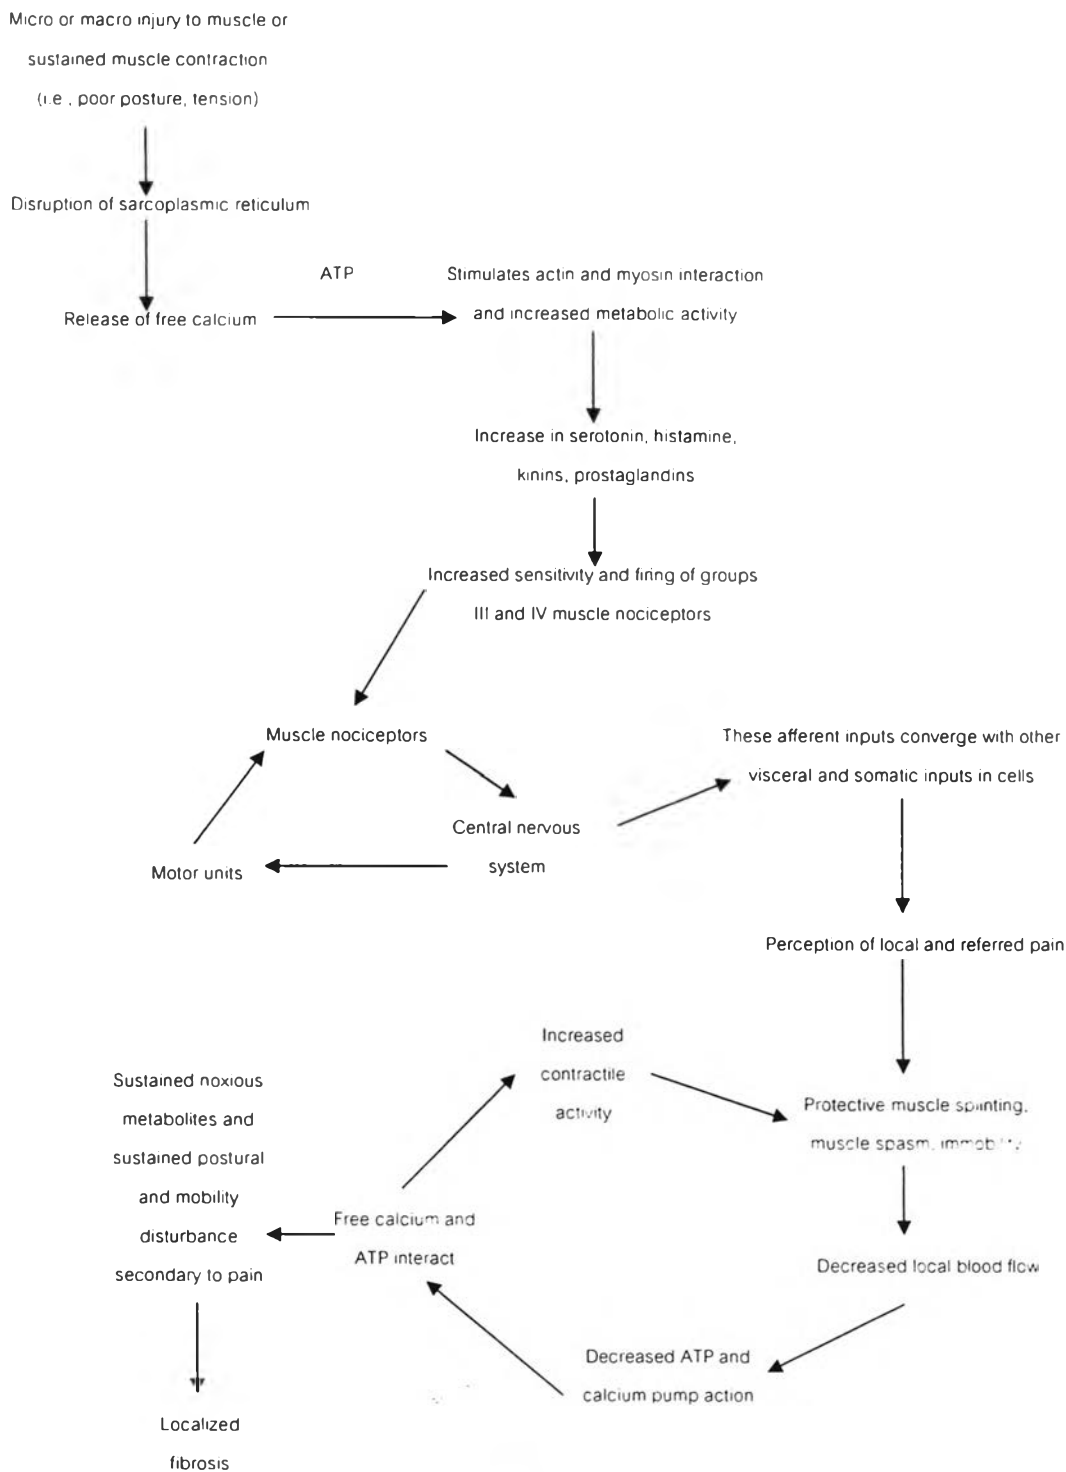 Micro or macro injury to muscle or
sustained muscle contraction
(i.e , poor posture, tension)
Disruption of sarcoplasmic reticulum
ATP
Release of free calcium
Stimulates actin and myosin interaction
and increased metabolic activity
Increase in serotonin, histamine,
kinins, prostaglandins
Increased sensitivity and firing of groups
III and IV muscle nociceptors
Muscle nociceptors
Central nervous
system
Motor units
These afferent inputs converge with other
visceral and somatic inputs in cells
Perception of local and referred pain
Increased
contractile
activity
Protective muscle splinting,
muscle spasm,
Decreased local blood flow
Decreased ATP and
calcium pump action
Free calcium and
ATP interact
Sustained noxious
metabolites and
sustained postural
and mobility
disturbance
secondary to pain
Localized
fibrosis